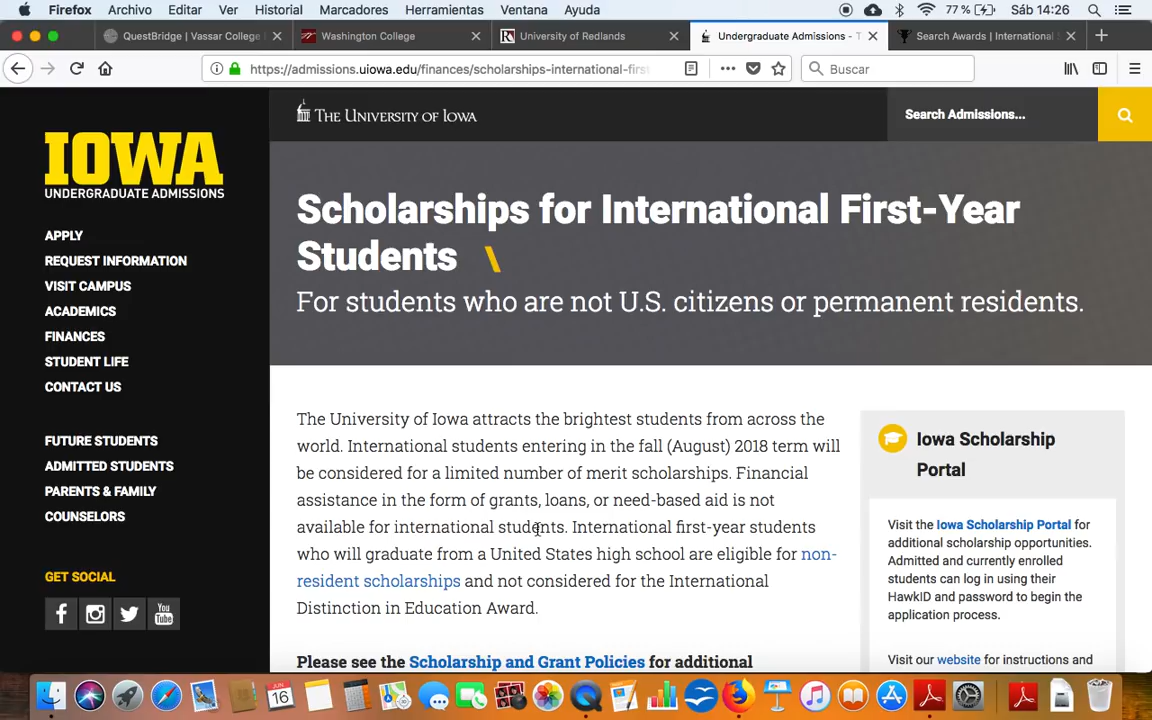 Firefox Archivo Editar Ver Historial Marcadores Herramientas Ventana Ayuda 77 % Sáb 14:26
QuestBridge | Vassar College Washington College University of Redlands Undergraduate Admissions - T Search Awards | International
https://admissions.uiowa.edu/finances/scholarships-international-firs Buscar
THE UNIVERSITY OF IOWA Search Admissions...
IOWA
UNDERGRADUATE ADMISSIONS
APPLY
REQUEST INFORMATION
VISIT CAMPUS
ACADEMICS
FINANCES
STUDENT LIFE
CONTACT US
FUTURE STUDENTS
ADMITTED STUDENTS
PARENTS & FAMILY
COUNSELORS
GET SOCIAL
You
Tube
Scholarships for International First-Year
Students \
For students who are not U.S. citizens or permanent residents.
The University of Iowa attracts the brightest students from across the
world. International students entering in the fall (August) 2018 term will
be considered for a limited number of merit scholarships. Financial
assistance in the form of grants, loans, or need-based aid is not
available for international students. International first-year students
who will graduate from a United States high school are eligible for non-
resident scholarships and not considered for the International
Distinction in Education Award.
Please see the Scholarship and Grant Policies for additional
Iowa Scholarship
Portal
Visit the Iowa Scholarship Portal for
additional scholarship opportunities.
Admitted and currently enrolled
students can log in using their
HawkID and password to begin the
application process.
Visit our website for instructions and
16